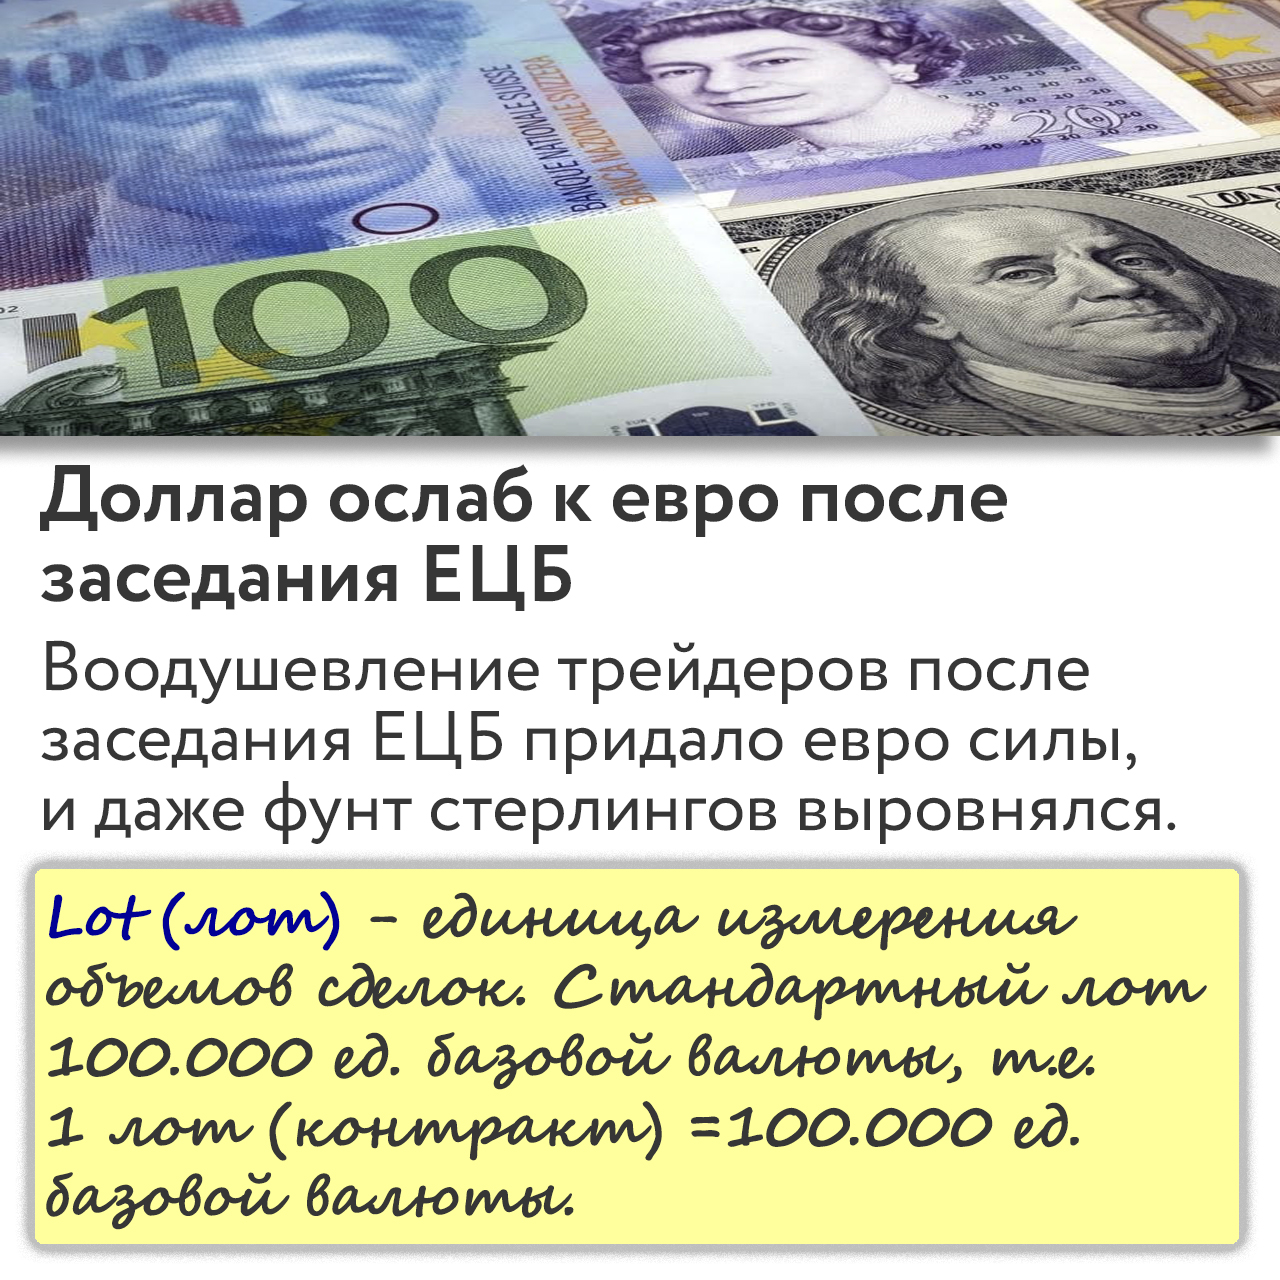 100
BANQUE NATIONALE SUISSE
BANCA NAZIONALE SVIZZERA
20
100
Доллар ослаб к евро после
заседания ЕЦБ
Воодушевление трейдеров после
заседания ЕЦБ придало евро силы,
и даже фунт стерлингов выровнялся.
Lot (лот) - единица измерения
объемов сделок. Стандартный лот
100.000 ед. базовой валюты, т.е.
1 лот (контракт) =100.000 ед.
базовой валюты.